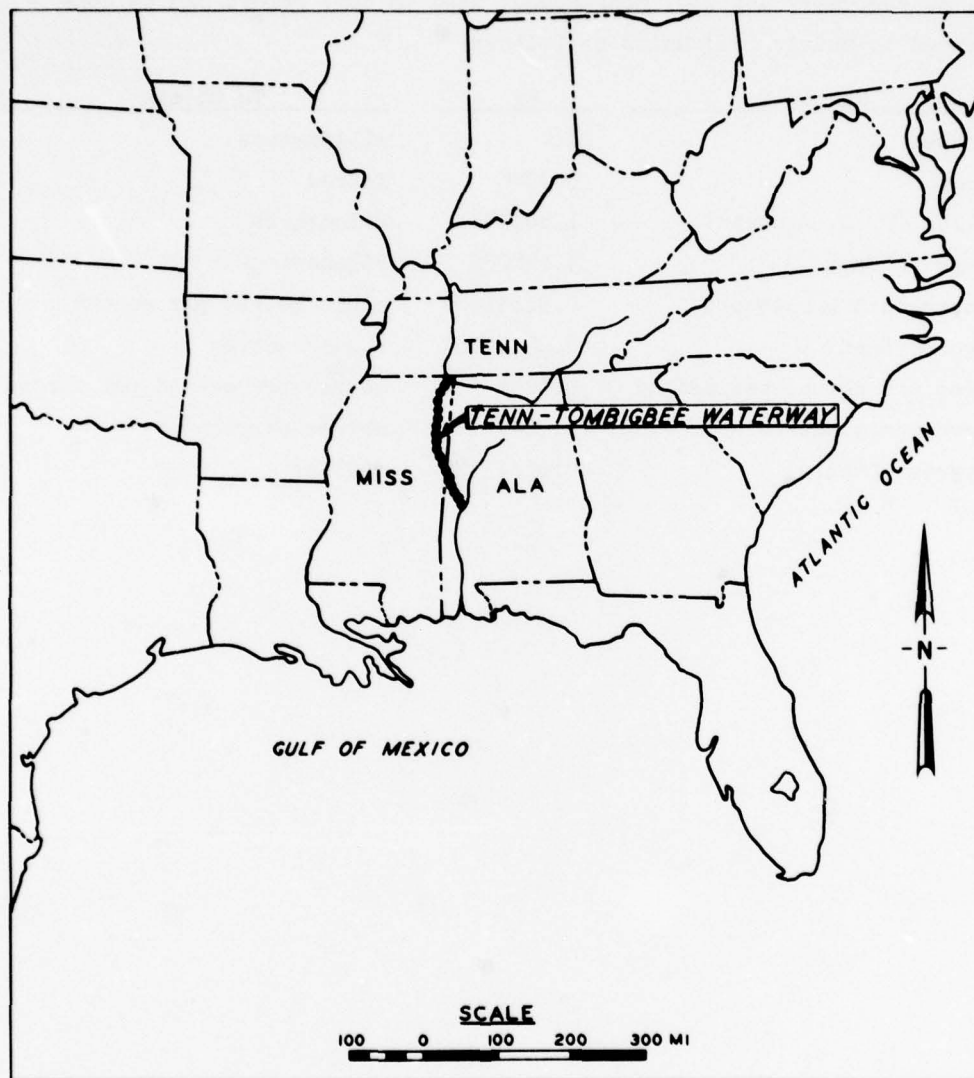 TENN
TENN.-TOMBIGBEE WATERWAY
MISS
ALA
ATLANTIC OCEAN
-N-
GULF OF MEXICO
SCALE
100 0 100 200 300 MI